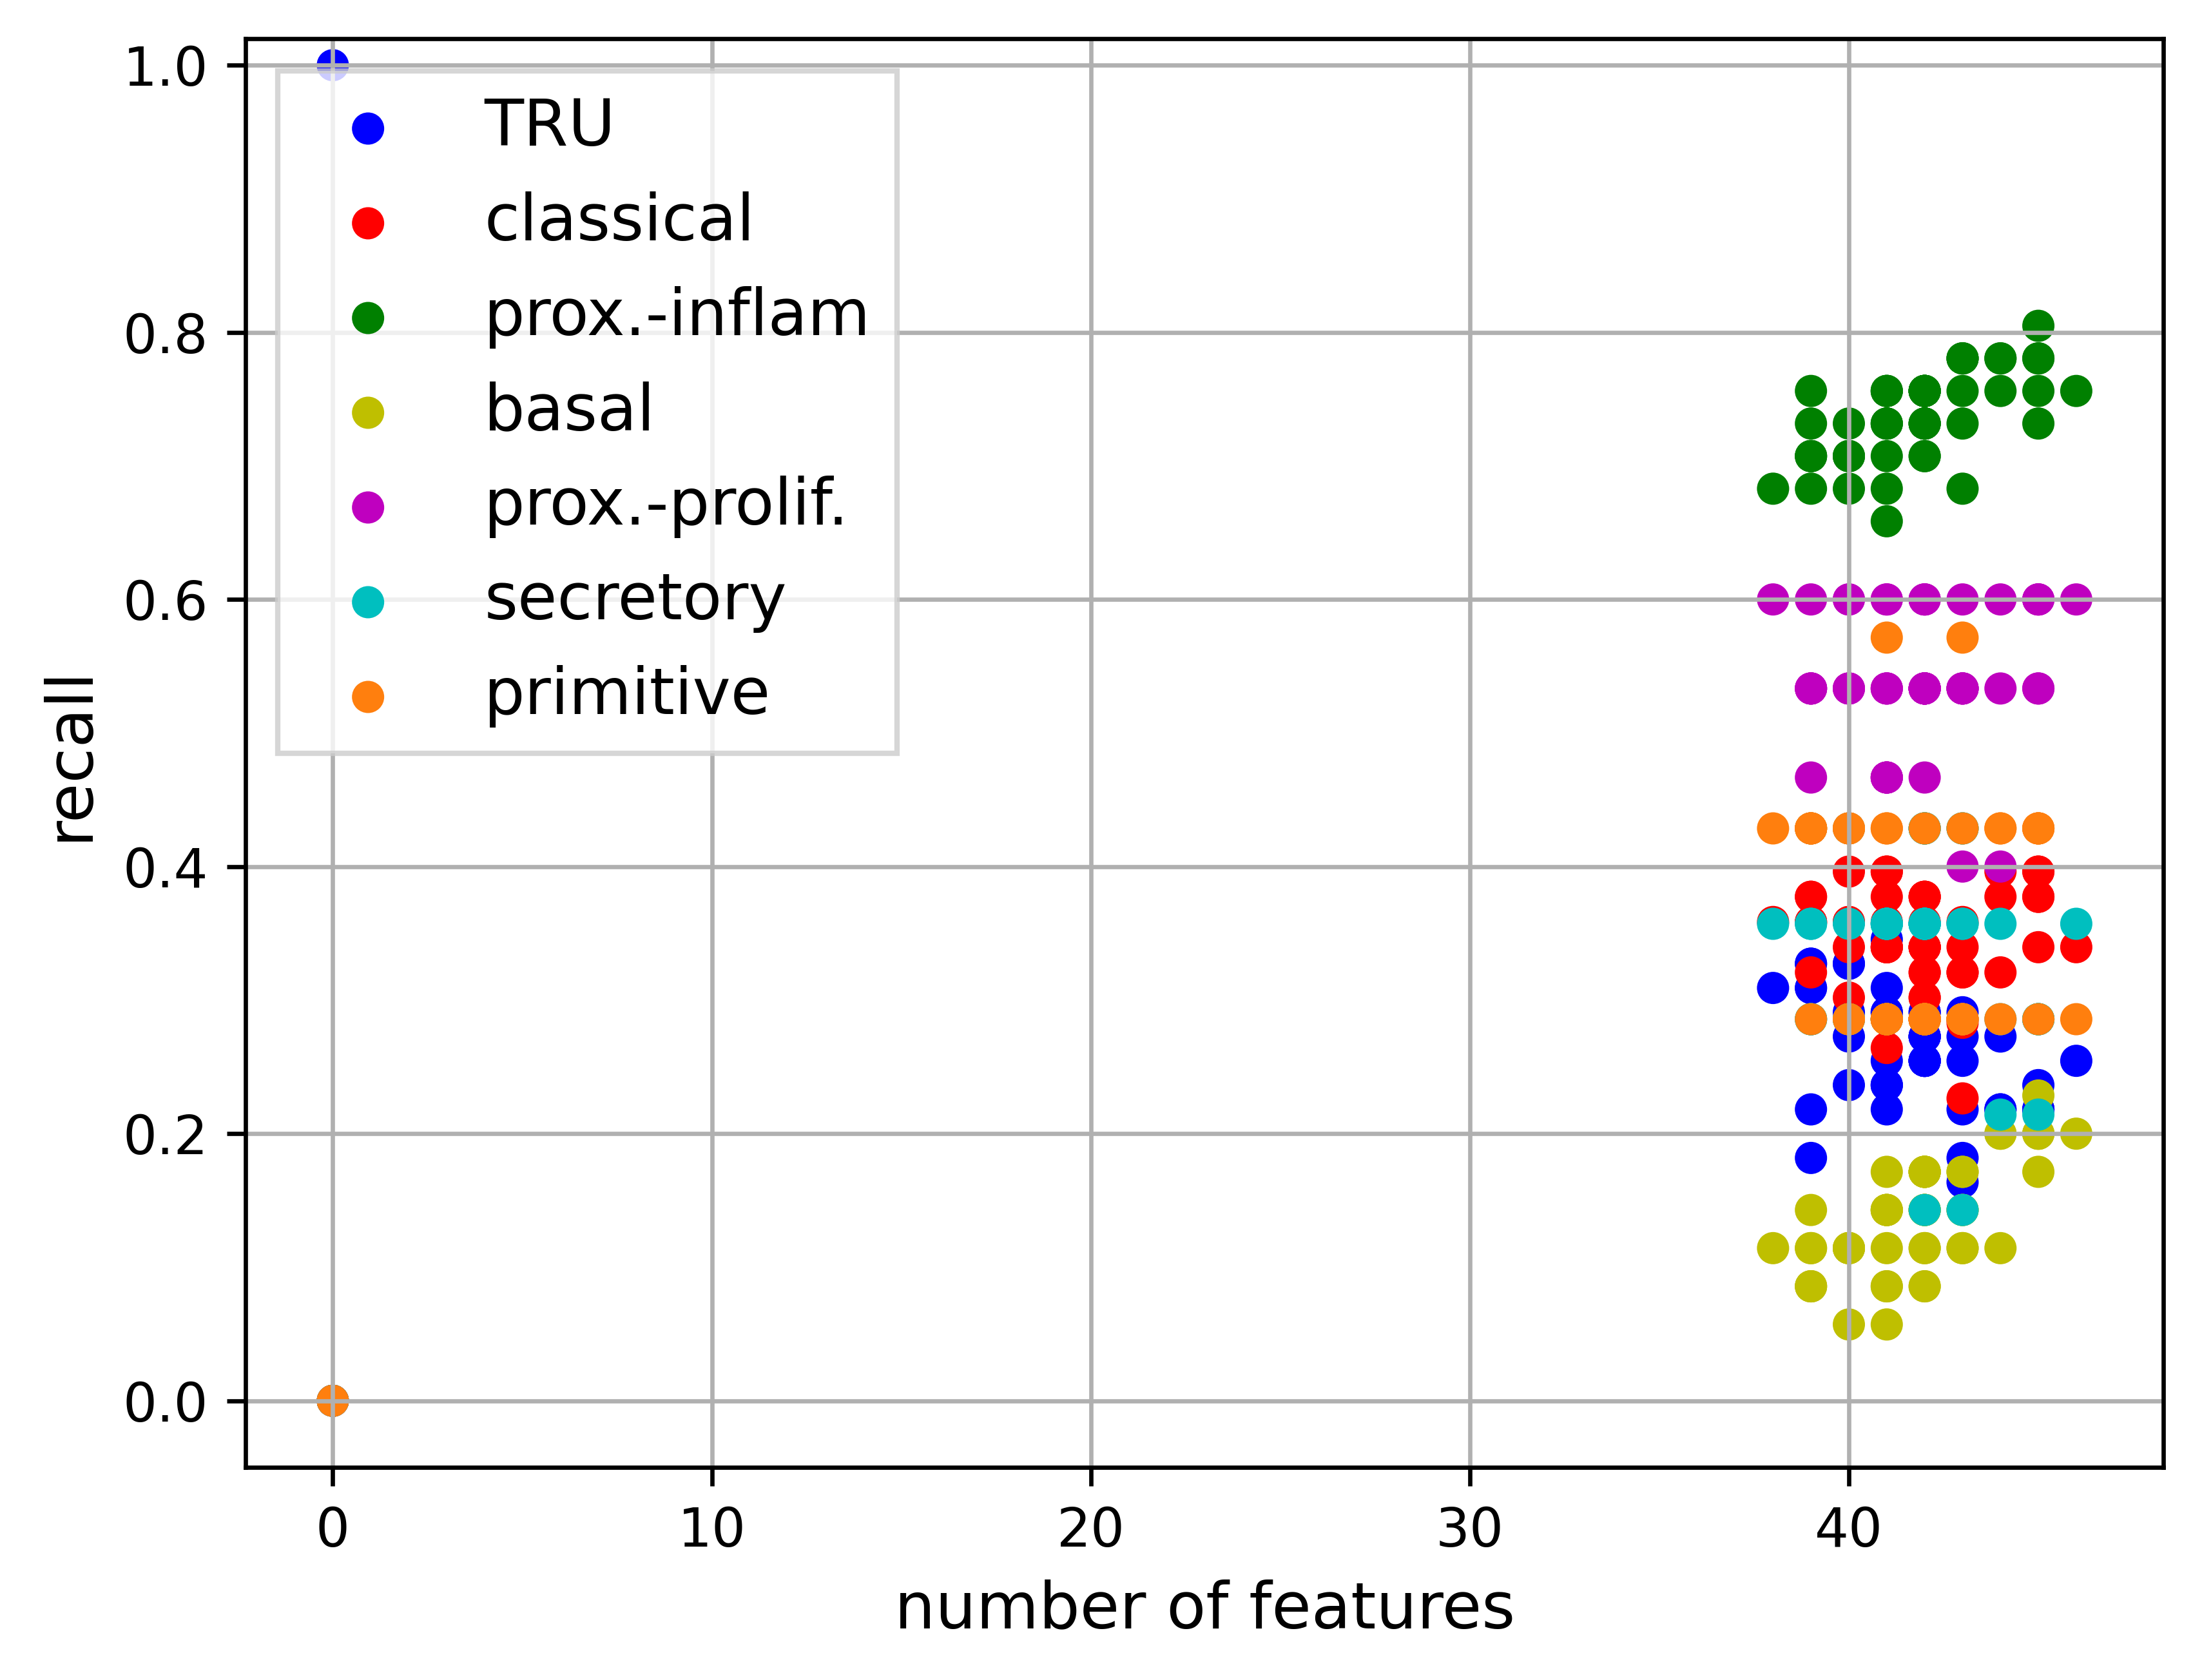 1.0
0.8
0.6
0.4
0.2
0.0
recall
TRU
classical
prox.-inflam
basal
prox.-prolif.
secretory
primitive
0 10 20 30 40
number of features